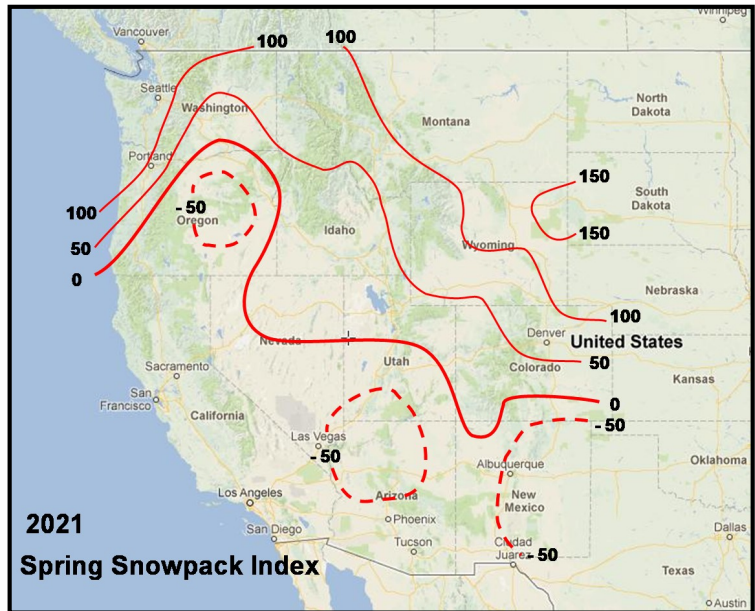 Winnipeg
Vancouver
100
100
Seattle
Washington
North
Dakota
Montana
Portland
150
- 50
Oregon
South
Dakota
100
Idaho
150
50
Wyoming
0
Nebraska
100
Nevada
Denver
United States
Utah
50
Colorado
Sacramento
Kansas
San
Francisco
0
California
- 50
Las Vegas
- 50
Albuquerque
Oklahoma
Los Angeles
Arizona
New
Mexico
Phoenix
2021
San Diego
Dallas
Tucson
Ciudad
Juarez
- 50
Spring Snowpack Index
Texas
Austin